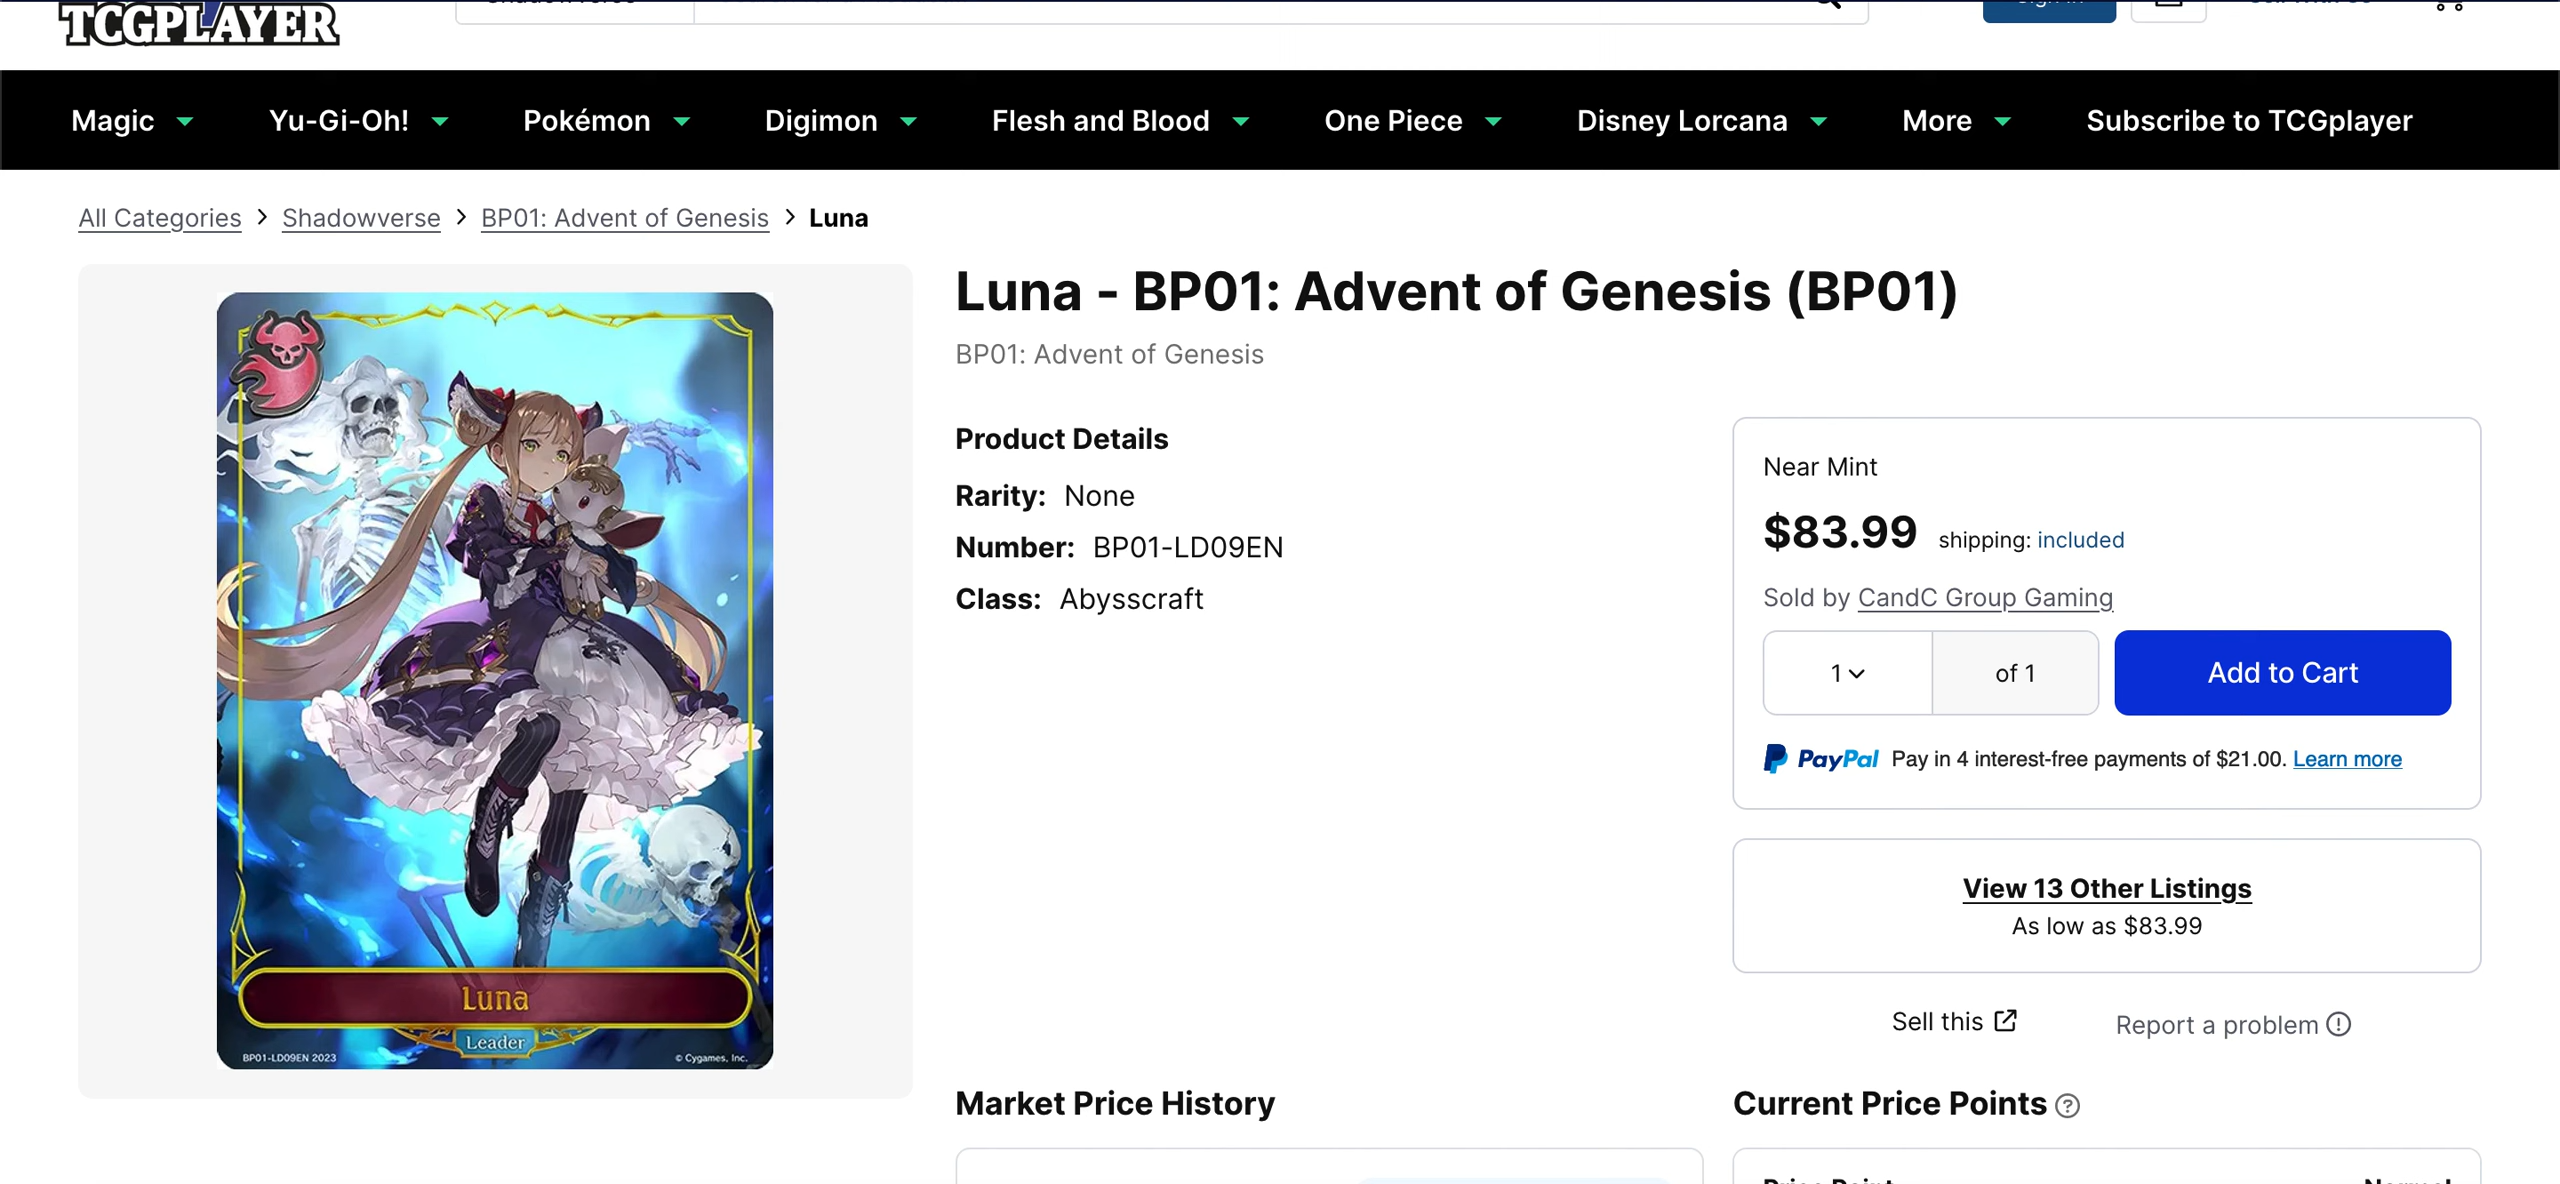 TCGPLAYER
Magic Yu-Gi-Oh! Pokémon Digimon Flesh and Blood One Piece Disney Lorcana More Subscribe to TCGplayer
All Categories > Shadowverse > BP01: Advent of Genesis > Luna
Luna
Leader
BP01-LD09EN 2023 © Cygames, Inc.
Luna - BP01: Advent of Genesis (BP01)
BP01: Advent of Genesis
Product Details
Rarity: None
Number: BP01-LD09EN
Class: Abysscraft
Near Mint
$83.99 shipping: included
Sold by CandC Group Gaming
1 of 1 Add to Cart
PayPal Pay in 4 interest-free payments of $21.00. Learn more
View 13 Other Listings
As low as $83.99
Sell this Report a problem
Market Price History
Current Price Points